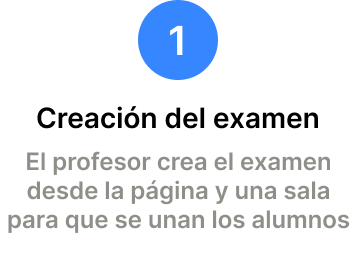 1
Creación del examen
El profesor crea el examen
desde la página y una sala
para que se unan los alumnos